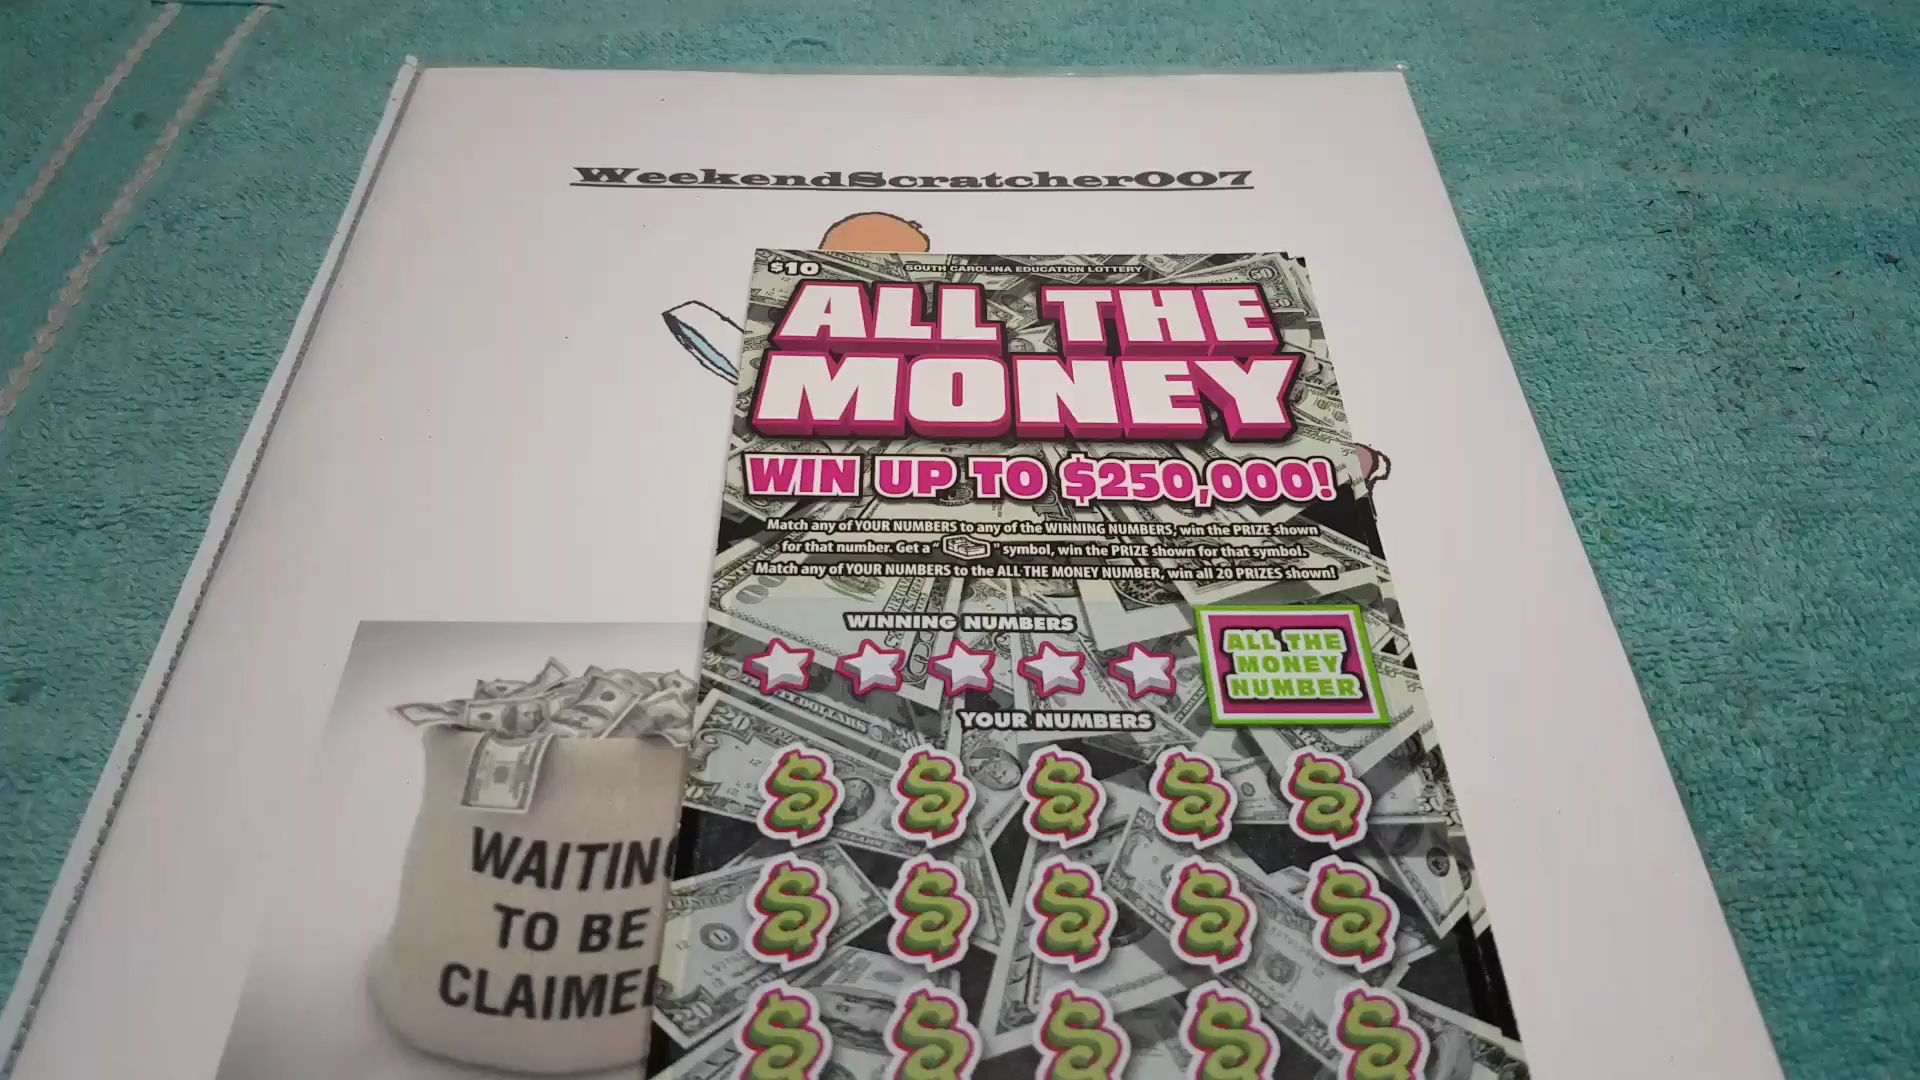 WeekendScratcher007
$10
SOUTH CAROLINA EDUCATION LOTTERY
ALL THE
MONEY
WIN UP TO $250,000!
Match any of YOUR NUMBERS to any of the WINNING NUMBERS, win the PRIZE shown
for that number. Get a " " symbol, win the PRIZE shown for that symbol.
Match any of YOUR NUMBERS to the ALL THE MONEY NUMBER, win all 20 PRIZES shown!
WINNING NUMBERS
ALL THE
MONEY
NUMBER
YOUR NUMBERS
$ $ $ $ $
$ $ $ $ $
$ $ $ $ $
WAITING
TO BE
CLAIMED